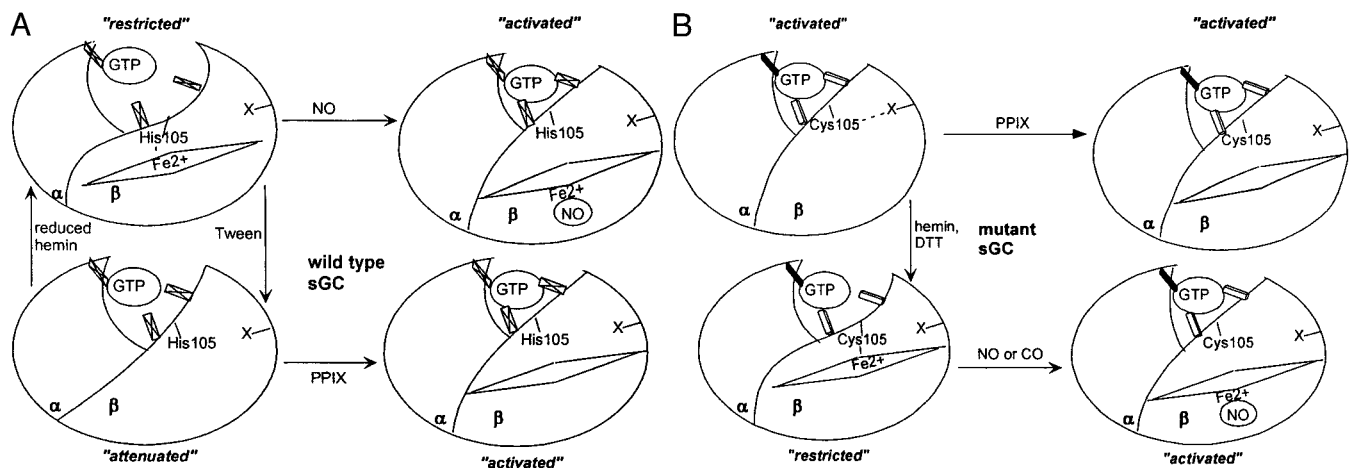 A
"restricted"
GTP
X
His105
Fe2+
α
β
NO
"activated"
GTP
X
His105
Fe2+
NO
α
β
reduced
hemin
Tween
wild type
sGC
GTP
X
His105
α
β
"attenuated"
PPIX
GTP
X
His105
α
β
"activated"
B
"activated"
GTP
X
Cys105
α
β
PPIX
"activated"
GTP
X
Cys105
α
β
hemin,
DTT
mutant
sGC
GTP
X
Cys105
Fe2+
α
β
"restricted"
NO or CO
GTP
X
Cys105
Fe2+
NO
α
β
"activated"